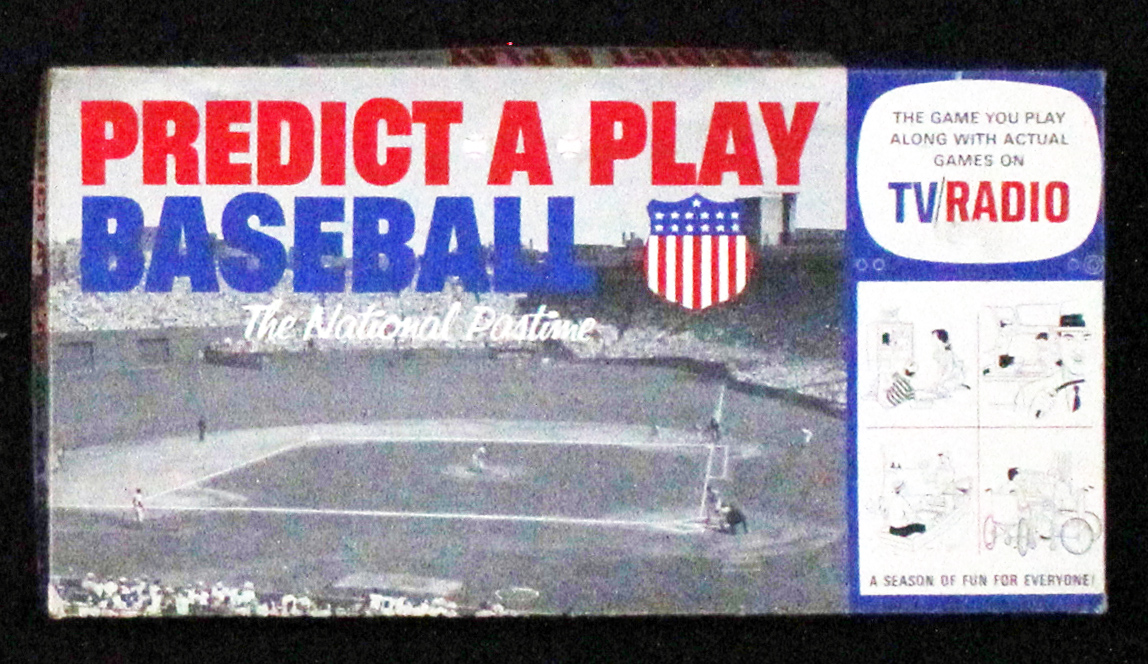 PREDICT A PLAY
BASEBALL
The National Pastime
THE GAME YOU PLAY
ALONG WITH ACTUAL
GAMES ON
TV/RADIO
A SEASON OF FUN FOR EVERYONE!